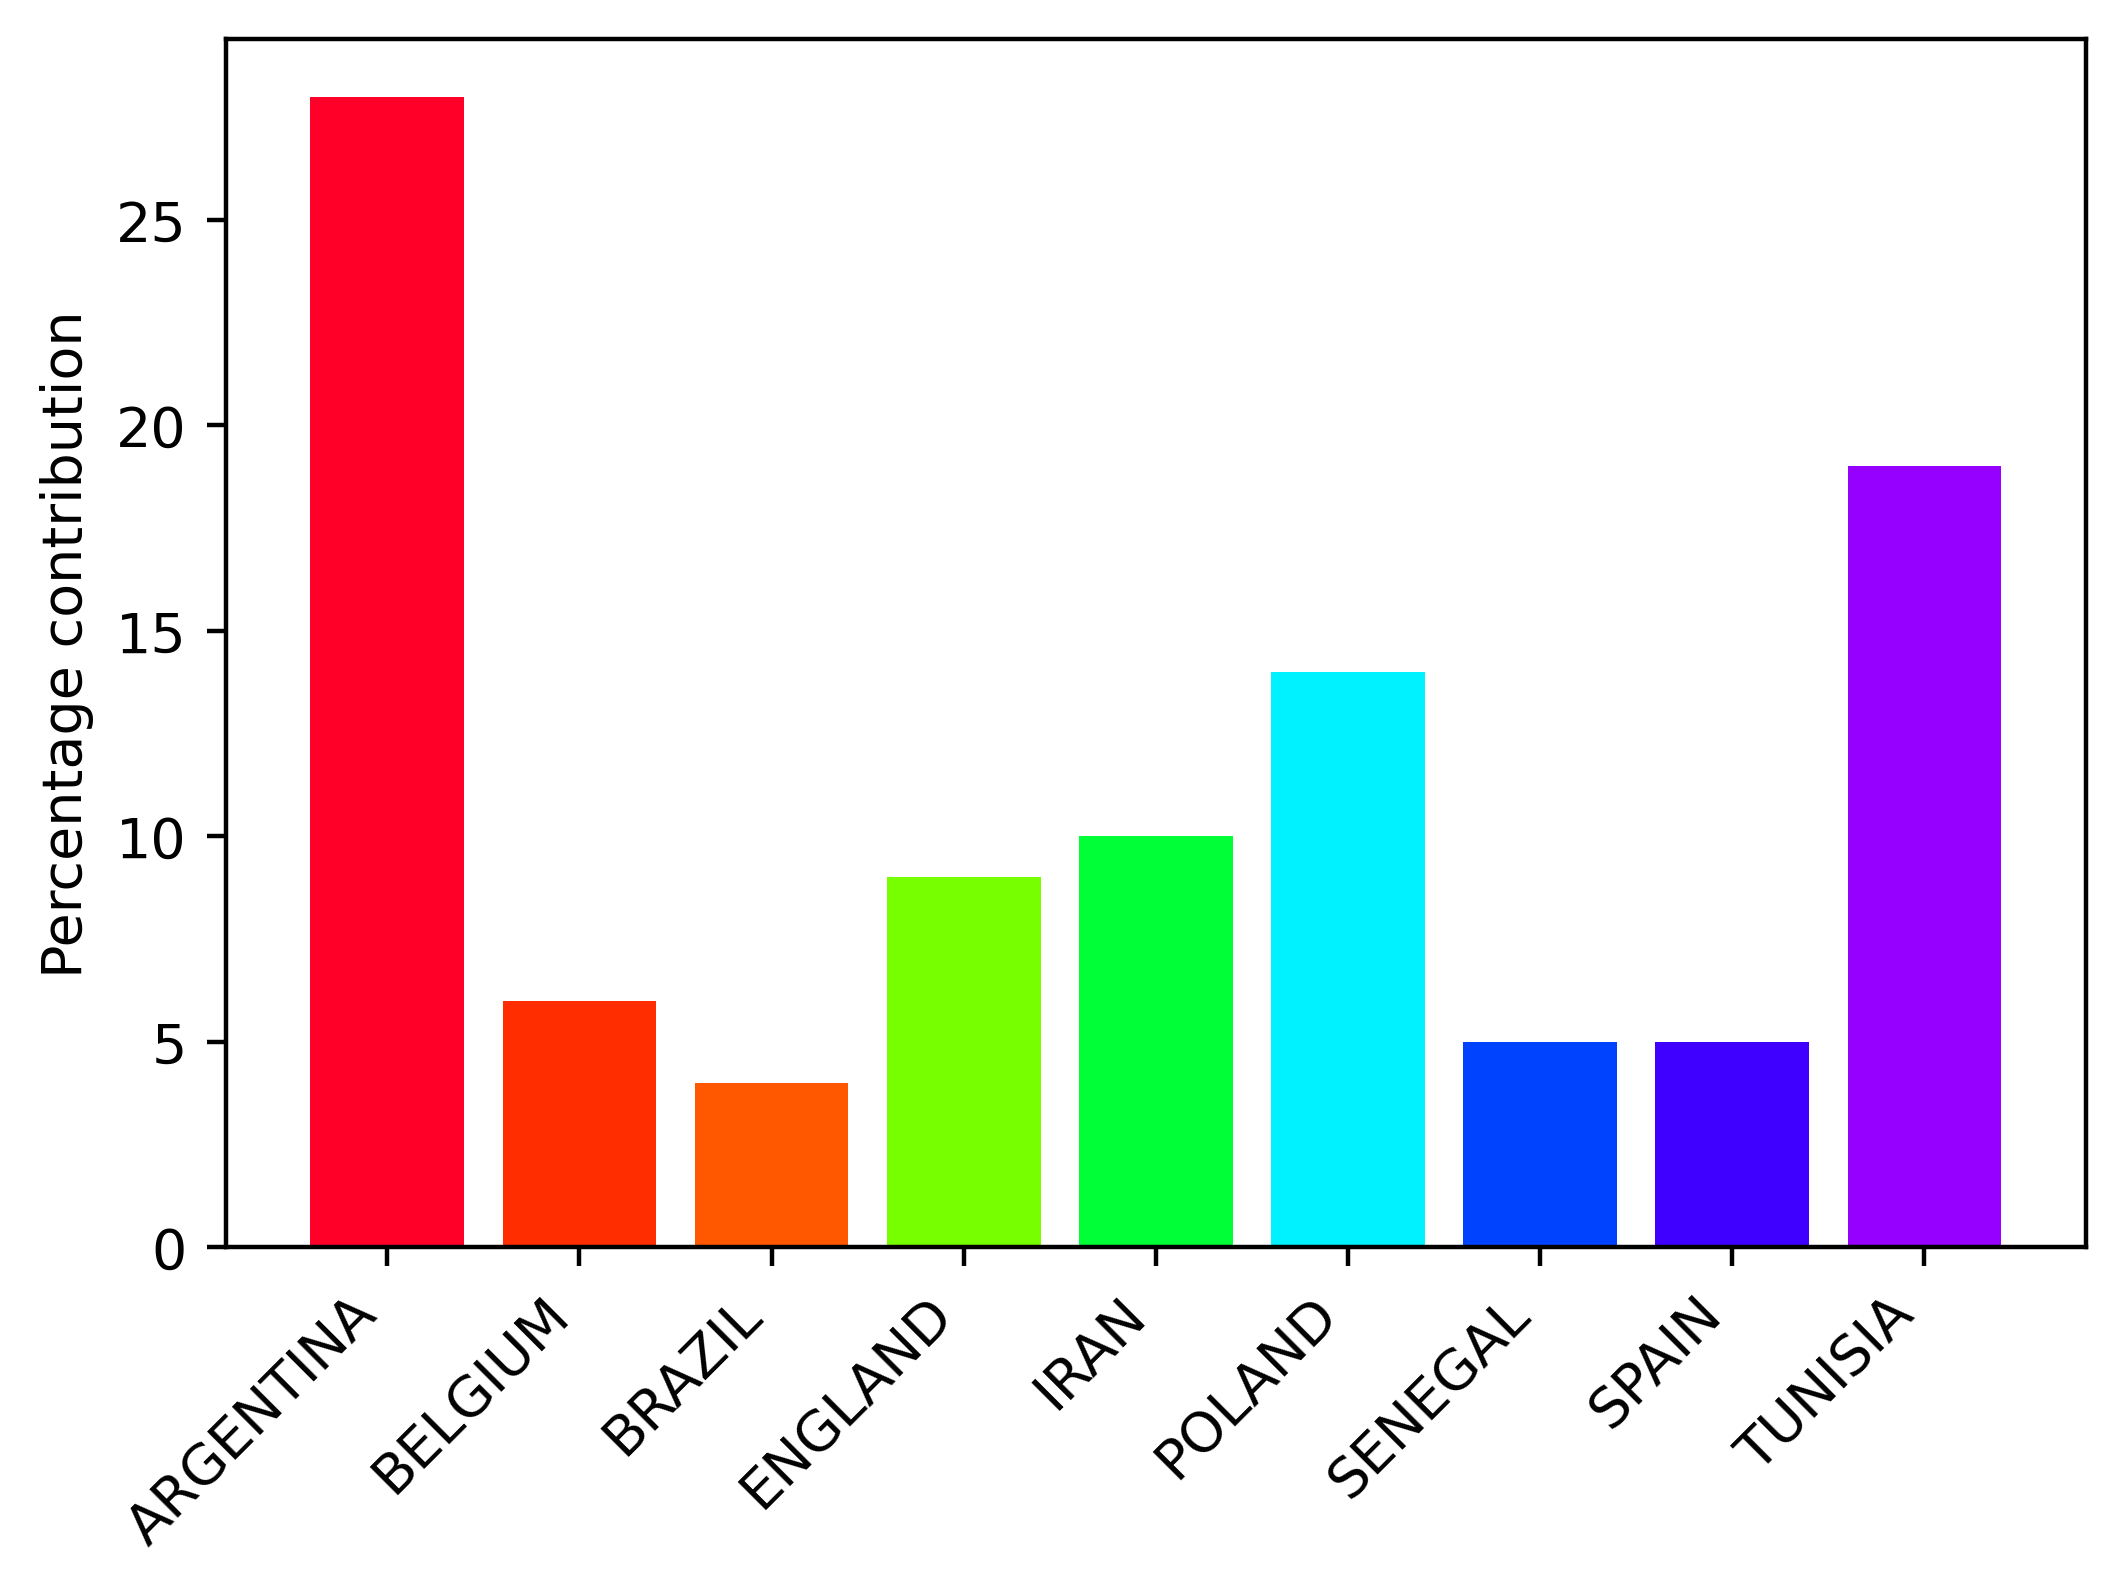 Percentage contribution
25
20
15
10
5
0
ARGENTINA
BELGIUM
BRAZIL
ENGLAND
IRAN
POLAND
SENEGAL
SPAIN
TUNISIA